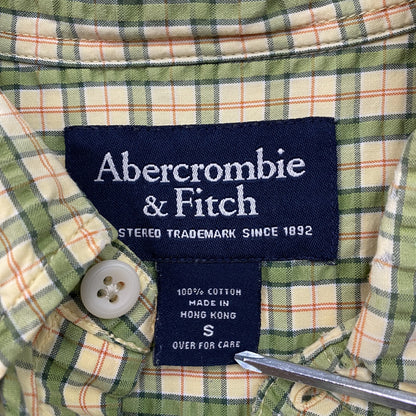 Abercrombie
& Fitch
STERED TRADEMARK SINCE 1892
100% COTTON
MADE IN
HONG KONG
S
OVER FOR CARE